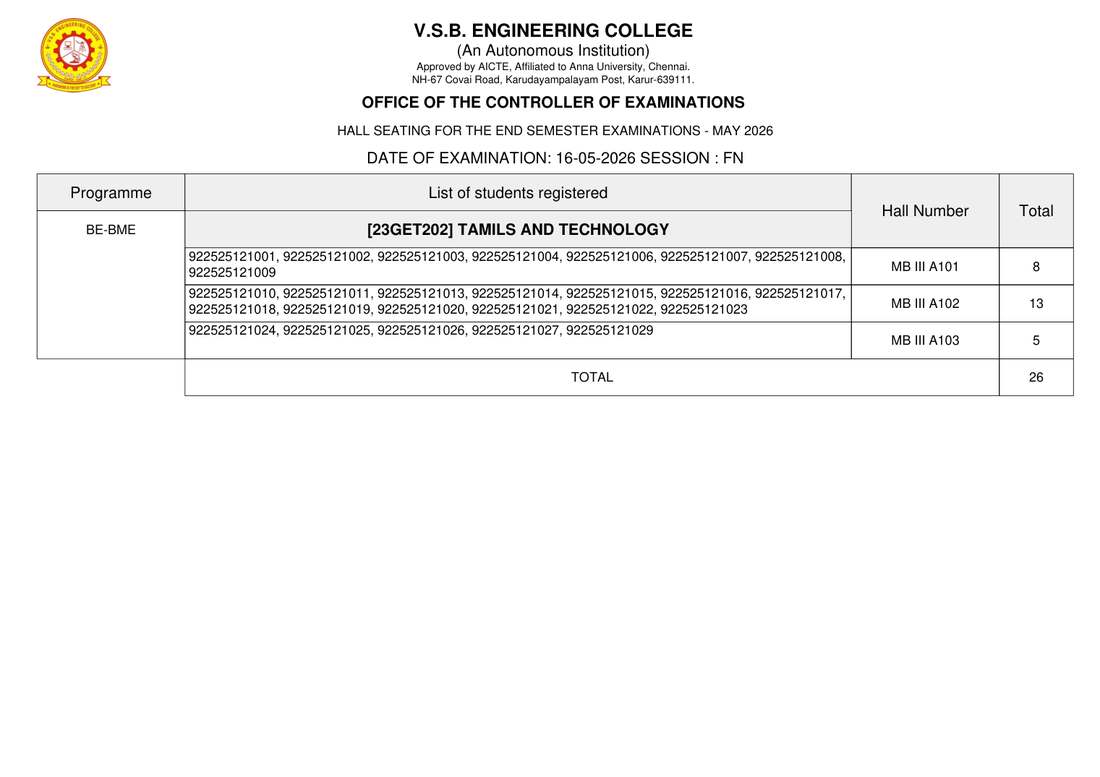 V.S.B. ENGINEERING COLLEGE
(An Autonomous Institution)
Approved by AICTE, Affiliated to Anna University, Chennai.
NH-67 Covai Road, Karudayampalayam Post, Karur-639111.
OFFICE OF THE CONTROLLER OF EXAMINATIONS
HALL SEATING FOR THE END SEMESTER EXAMINATIONS - MAY 2026
DATE OF EXAMINATION: 16-05-2026 SESSION : FN
Programme List of students registered Hall Number Total
BE-BME [23GET202] TAMILS AND TECHNOLOGY
922525121001, 922525121002, 922525121003, 922525121004, 922525121006, 922525121007, 922525121008,
922525121009
MB III A101 8
922525121010, 922525121011, 922525121013, 922525121014, 922525121015, 922525121016, 922525121017,
922525121018, 922525121019, 922525121020, 922525121021, 922525121022, 922525121023
MB III A102 13
922525121024, 922525121025, 922525121026, 922525121027, 922525121029
MB III A103 5
TOTAL 26